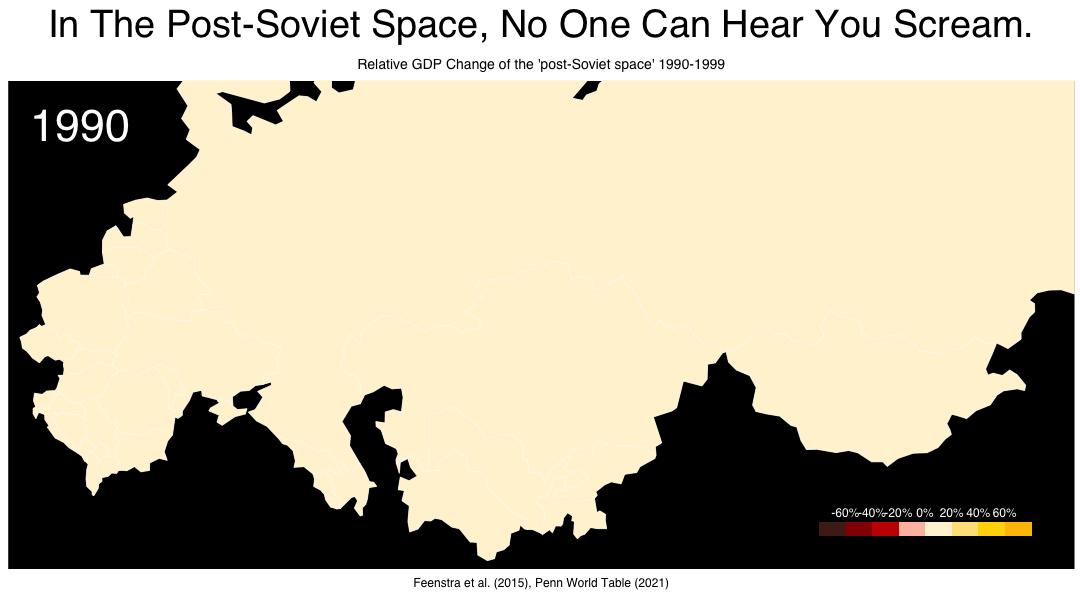 In The Post-Soviet Space, No One Can Hear You Scream.
Relative GDP Change of the 'post-Soviet space' 1990-1999
1990
-60%-40%-20% 0% 20% 40% 60%
Feenstra et al. (2015), Penn World Table (2021)